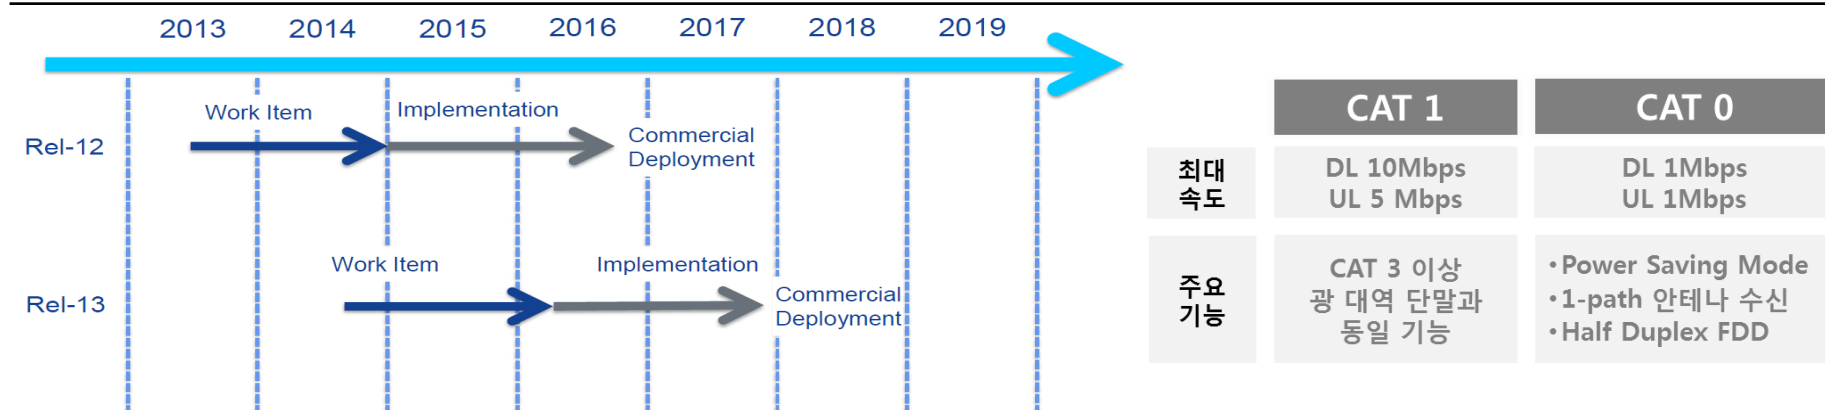 2013 2014 2015 2016 2017 2018 2019
Work Item
Implementation
Rel-12
Commercial
Deployment
Work Item
Implementation
Rel-13
Commercial
Deployment
CAT 1
CAT 0
최대
속도
DL 10Mbps
UL 5 Mbps
DL 1Mbps
UL 1Mbps
주요
기능
CAT 3 이상
광 대역 단말과
동일 기능
•Power Saving Mode
•1-path 안테나 수신
•Half Duplex FDD